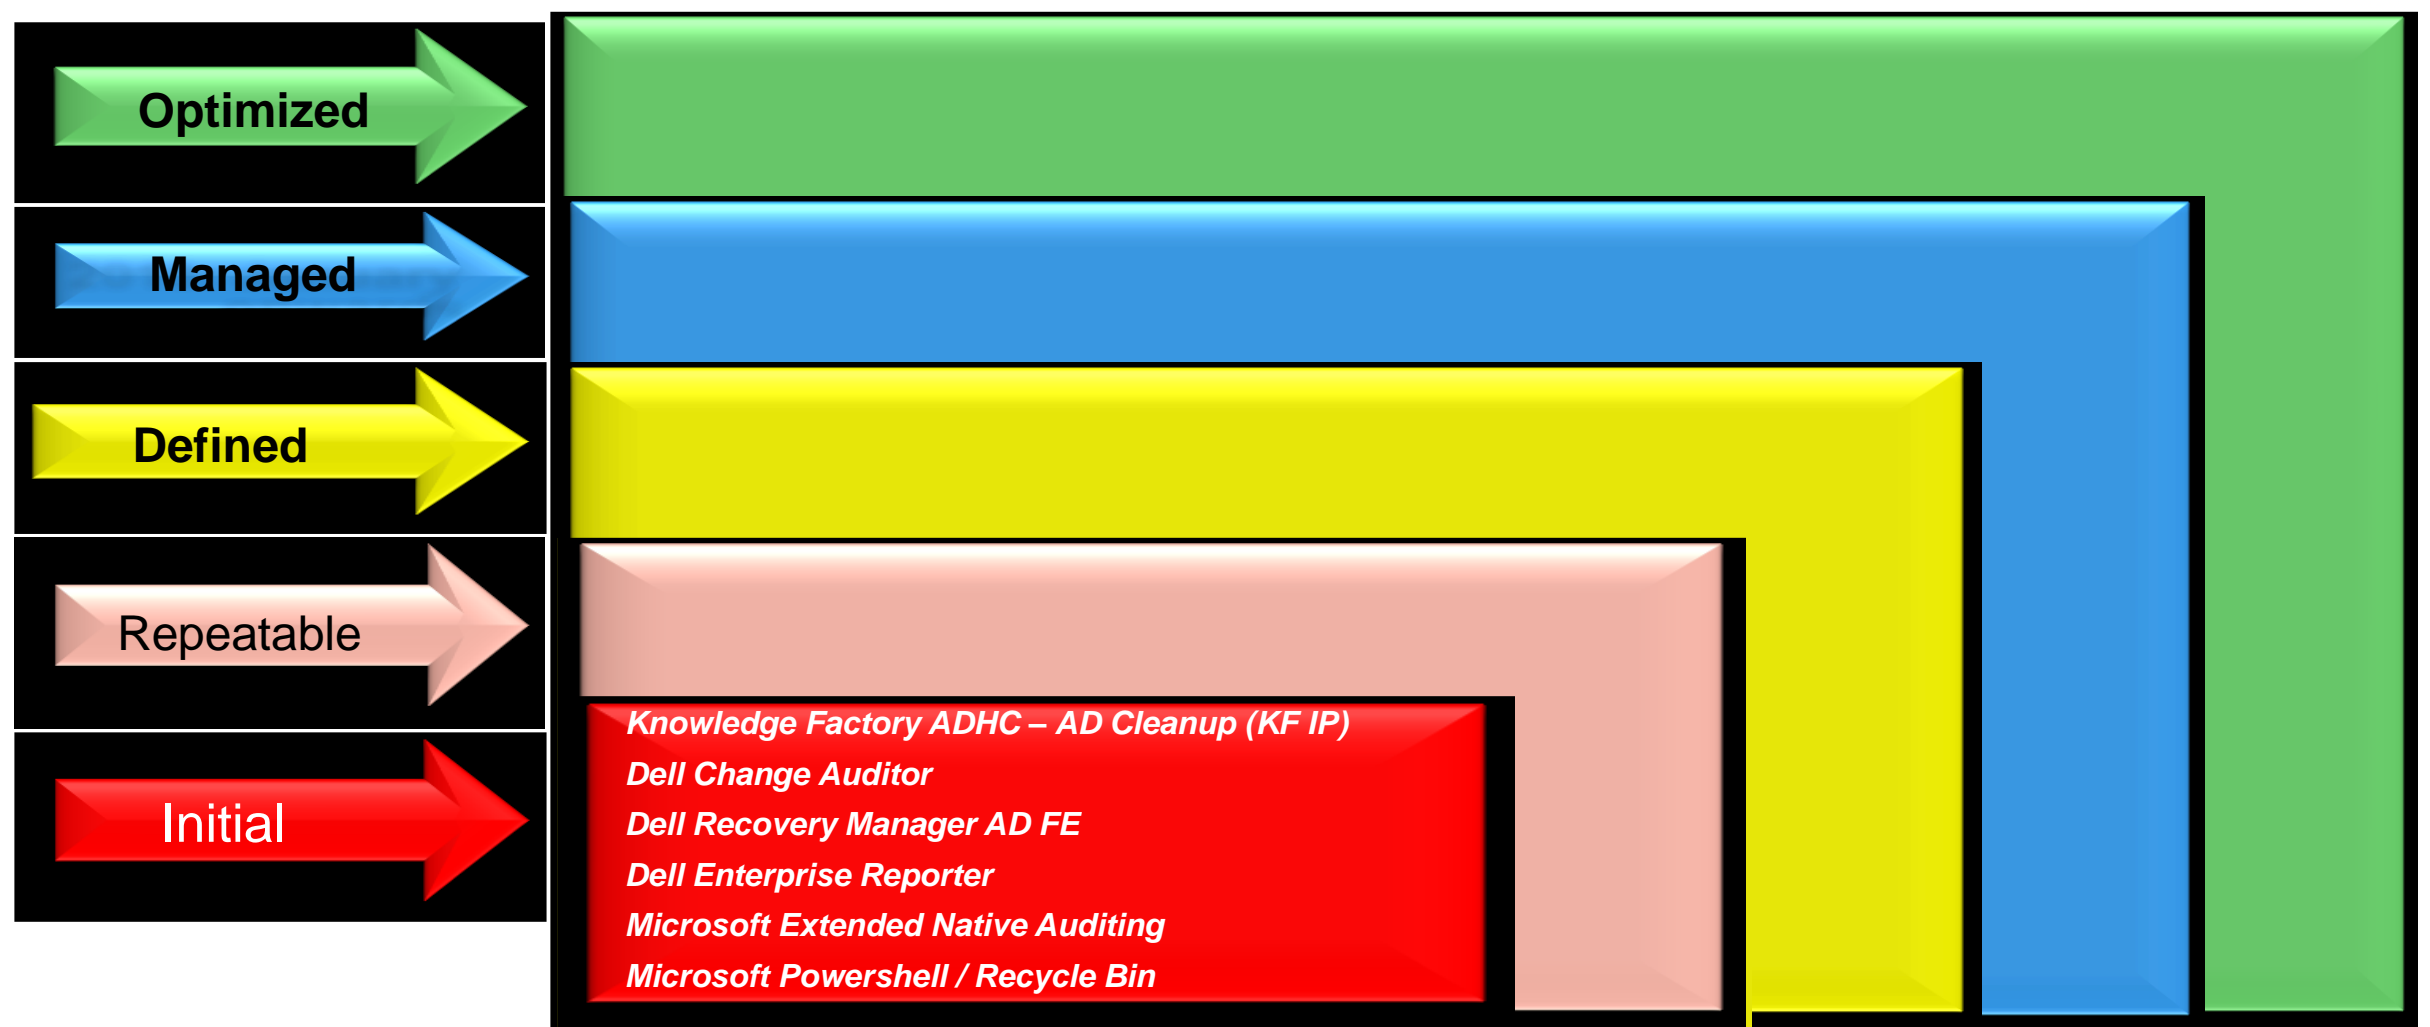 Optimized
Managed
Defined
Repeatable
Initial
Knowledge Factory ADHC – AD Cleanup (KF IP)
Dell Change Auditor
Dell Recovery Manager AD FE
Dell Enterprise Reporter
Microsoft Extended Native Auditing
Microsoft Powershell / Recycle Bin